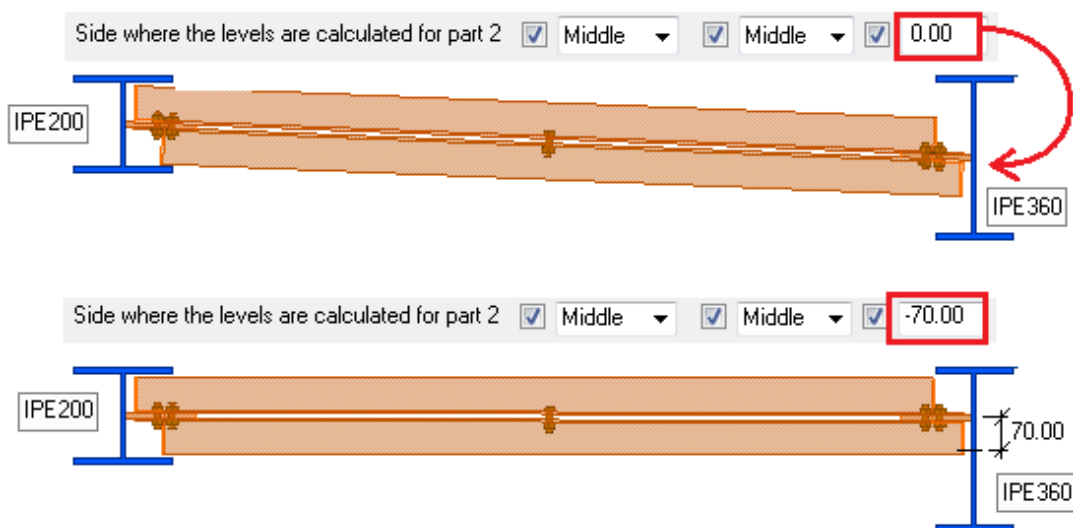 Side where the levels are calculated for part 2 Middle Middle 0.00
IPE200
IPE360
Side where the levels are calculated for part 2 Middle Middle -70.00
IPE200
70.00
IPE360